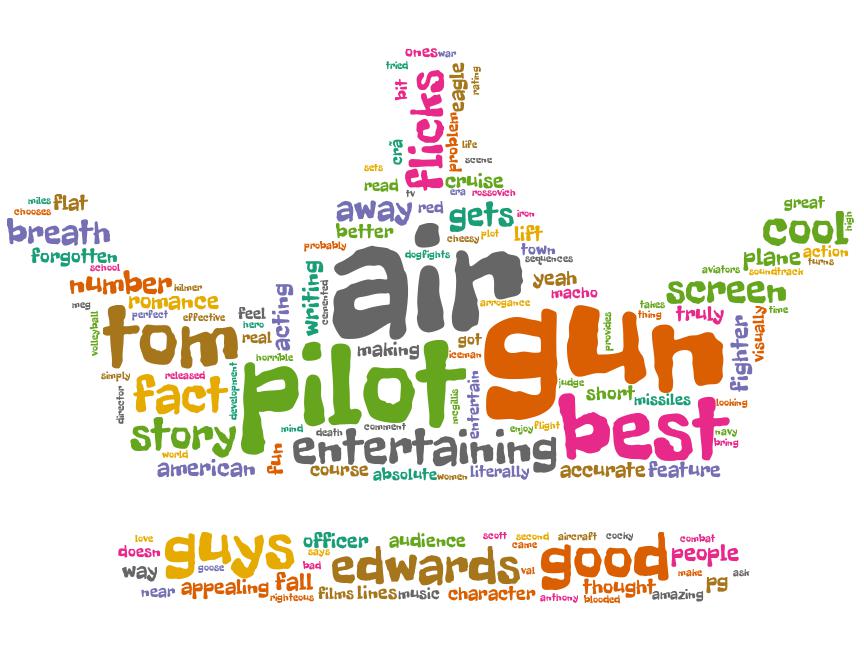 ones war
tried
bit
flicks
eagle
rating
problem
life
crâ
scene
sets
read
tv
cruise
era rossovich
miles flat
chooses
breath
forgotten
school
away
red
gets
iron
better
cheesy
plot
lift
probably
town
dogfights
sequences
great
cool
high
plane
action
turns
aviators
soundtrack
number
kilmer
meg
romance
perfect
effective
volleyball
tom
feel
hero
real
acting
writing
cemented
air
yeah
macho
arrogance
screen
takes
thing
truly
time
visually
fighter
provides
gun
got
iceman
making
horrible
simply
released
fact
director
development
pilot
mcgillis
entertain
judge
short
missiles
looking
best
navy
bring
story
world
american
fun
mind
death
comment
entertaining
enjoy
flight
course
absolute
women
literally
accurate
feature
love
doesn
way
guys
goose
near
appealing
officer
says
bad
fall
righteous
audience
edwards
films
lines
music
scott
second
came
val
character
aircraft
cocky
good
anthony
thought
blooded
combat
people
make
ask
pg
amazing